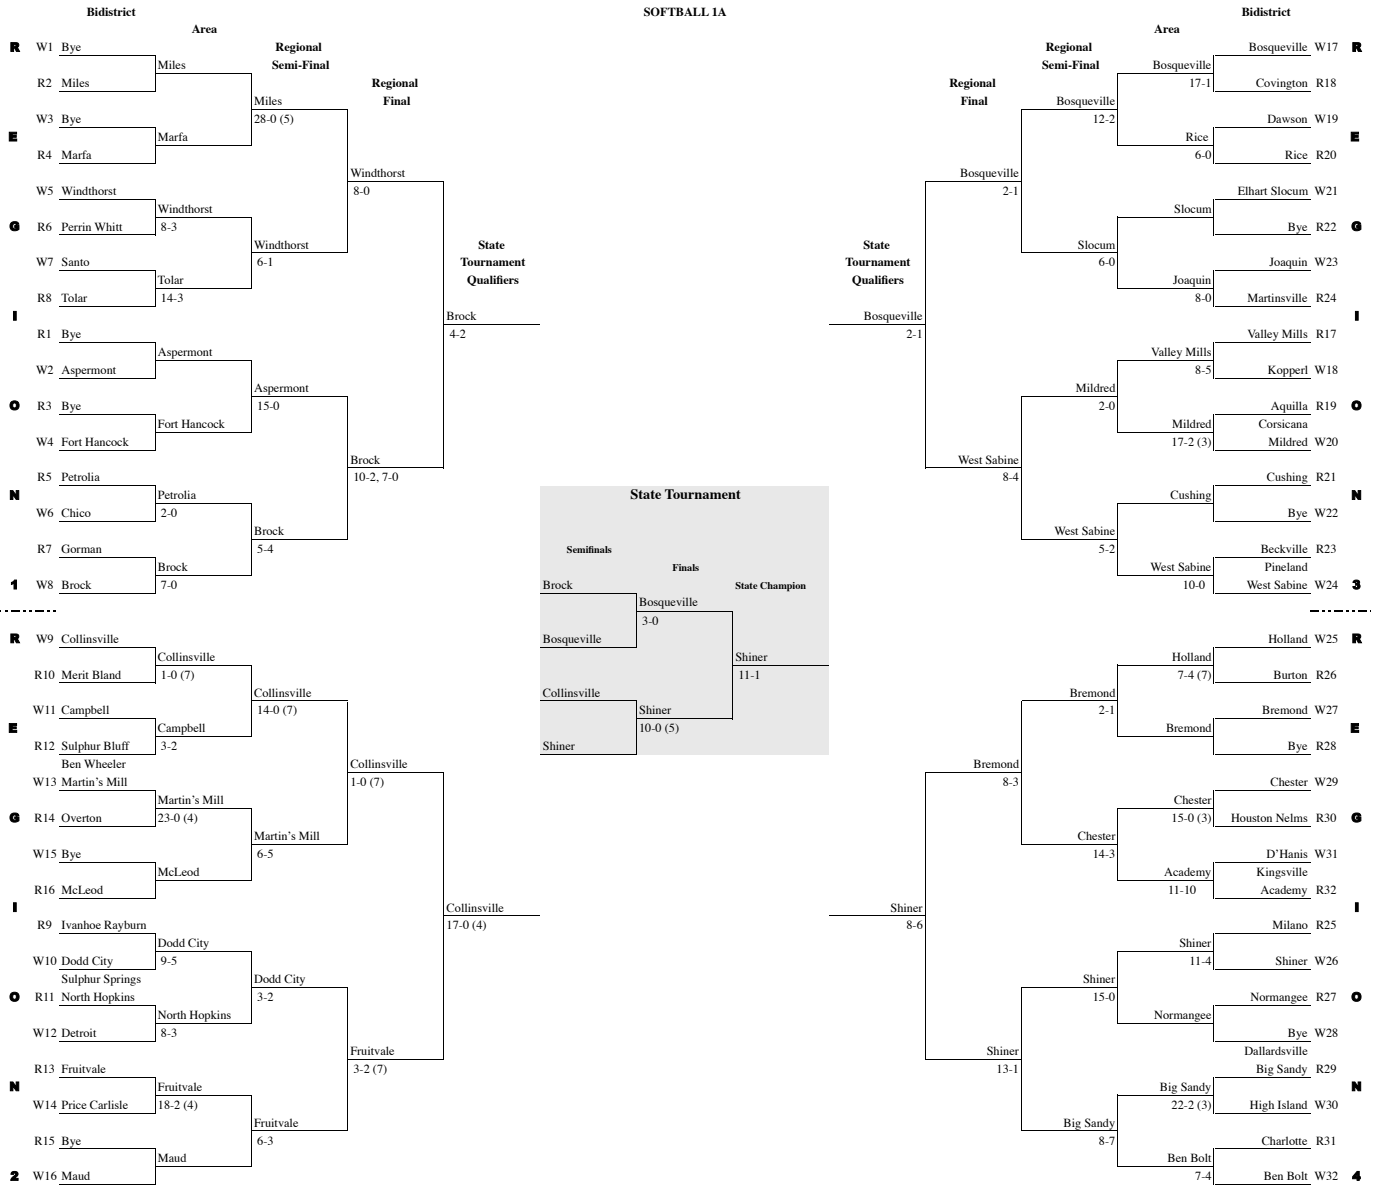 Bidistrict
SOFTBALL 1A
Bidistrict
Area
Area
R W1 Bye
Regional
Semi-Final
Regional
Semi-Final
Bosqueville W17 R
Miles
Bosqueville
R2 Miles
Regional
Final
Regional
Final
17-1
Covington R18
Miles
28-0 (5)
Bosqueville
12-2
W3 Bye
Dawson W19
E
Marfa
Rice
E
R4 Marfa
6-0
Rice R20
Windthorst
8-0
Bosqueville
2-1
W5 Windthorst
Elhart Slocum W21
Windthorst
Slocum
G R6 Perrin Whitt
8-3
Bye R22 G
Windthorst
6-1
State
Tournament
Qualifiers
State
Tournament
Qualifiers
Slocum
6-0
W7 Santo
Joaquin W23
Tolar
Joaquin
R8 Tolar
14-3
8-0
Martinsville R24
I
Brock
4-2
Bosqueville
2-1
I
R1 Bye
Valley Mills R17
Aspermont
Valley Mills
W2 Aspermont
8-5
Kopperl W18
Aspermont
15-0
Mildred
2-0
O R3 Bye
Aquilla R19 O
Fort Hancock
Mildred
Corsicana
W4 Fort Hancock
17-2 (3)
Mildred W20
Brock
10-2, 7-0
West Sabine
8-4
R5 Petrolia
Cushing R21
N
Petrolia
State Tournament
Cushing
N
W6 Chico
2-0
Bye W22
Brock
5-4
West Sabine
5-2
R7 Gorman
Semifinals
Beckville R23
Brock
Finals
West Sabine
Pineland
1 W8 Brock
7-0
Brock
State Champion
10-0
West Sabine W24 3
Bosqueville
3-0
R W9 Collinsville
Bosqueville
Holland W25 R
Collinsville
Shiner
Holland
R10 Merit Bland
1-0 (7)
11-1
7-4 (7)
Burton R26
Collinsville
14-0 (7)
Collinsville
Bremond
2-1
W11 Campbell
Shiner
Bremond W27
E
Campbell
10-0 (5)
Bremond
E
R12 Sulphur Bluff
3-2
Shiner
Bye R28
Ben Wheeler
Collinsville
Bremond
W13 Martin's Mill
1-0 (7)
8-3
Chester W29
Martin's Mill
Chester
G R14 Overton
23-0 (4)
15-0 (3)
Houston Nelms R30 G
Martin's Mill
6-5
Chester
14-3
W15 Bye
D'Hanis W31
McLeod
Academy
Kingsville
R16 McLeod
11-10
Academy R32
I
Collinsville
17-0 (4)
Shiner
8-6
I
R9 Ivanhoe Rayburn
Milano R25
Dodd City
Shiner
W10 Dodd City
9-5
11-4
Shiner W26
Sulphur Springs
Dodd City
Shiner
O R11 North Hopkins
3-2
15-0
Normangee R27 O
North Hopkins
Normangee
W12 Detroit
8-3
Bye W28
Fruitvale
3-2 (7)
Shiner
13-1
Dallardsville
R13 Fruitvale
Big Sandy R29
N
Fruitvale
Big Sandy
N
W14 Price Carlisle
18-2 (4)
22-2 (3)
High Island W30
Fruitvale
6-3
Big Sandy
8-7
R15 Bye
Charlotte R31
Maud
Ben Bolt
2 W16 Maud
7-4
Ben Bolt W32 4